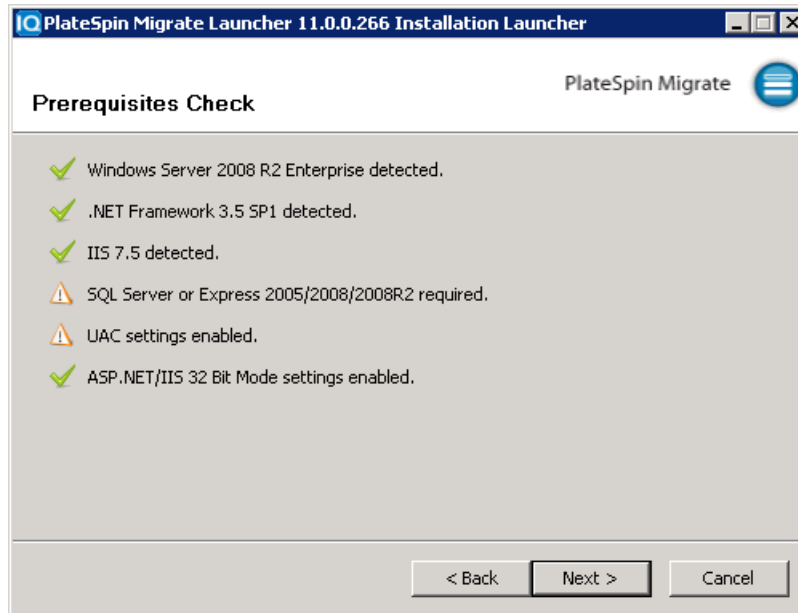 IQ PlateSpin Migrate Launcher 11.0.0.266 Installation Launcher
PlateSpin Migrate
Prerequisites Check
Windows Server 2008 R2 Enterprise detected.
.NET Framework 3.5 SP1 detected.
IIS 7.5 detected.
SQL Server or Express 2005/2008/2008R2 required.
UAC settings enabled.
ASP.NET/IIS 32 Bit Mode settings enabled.
< Back Next > Cancel